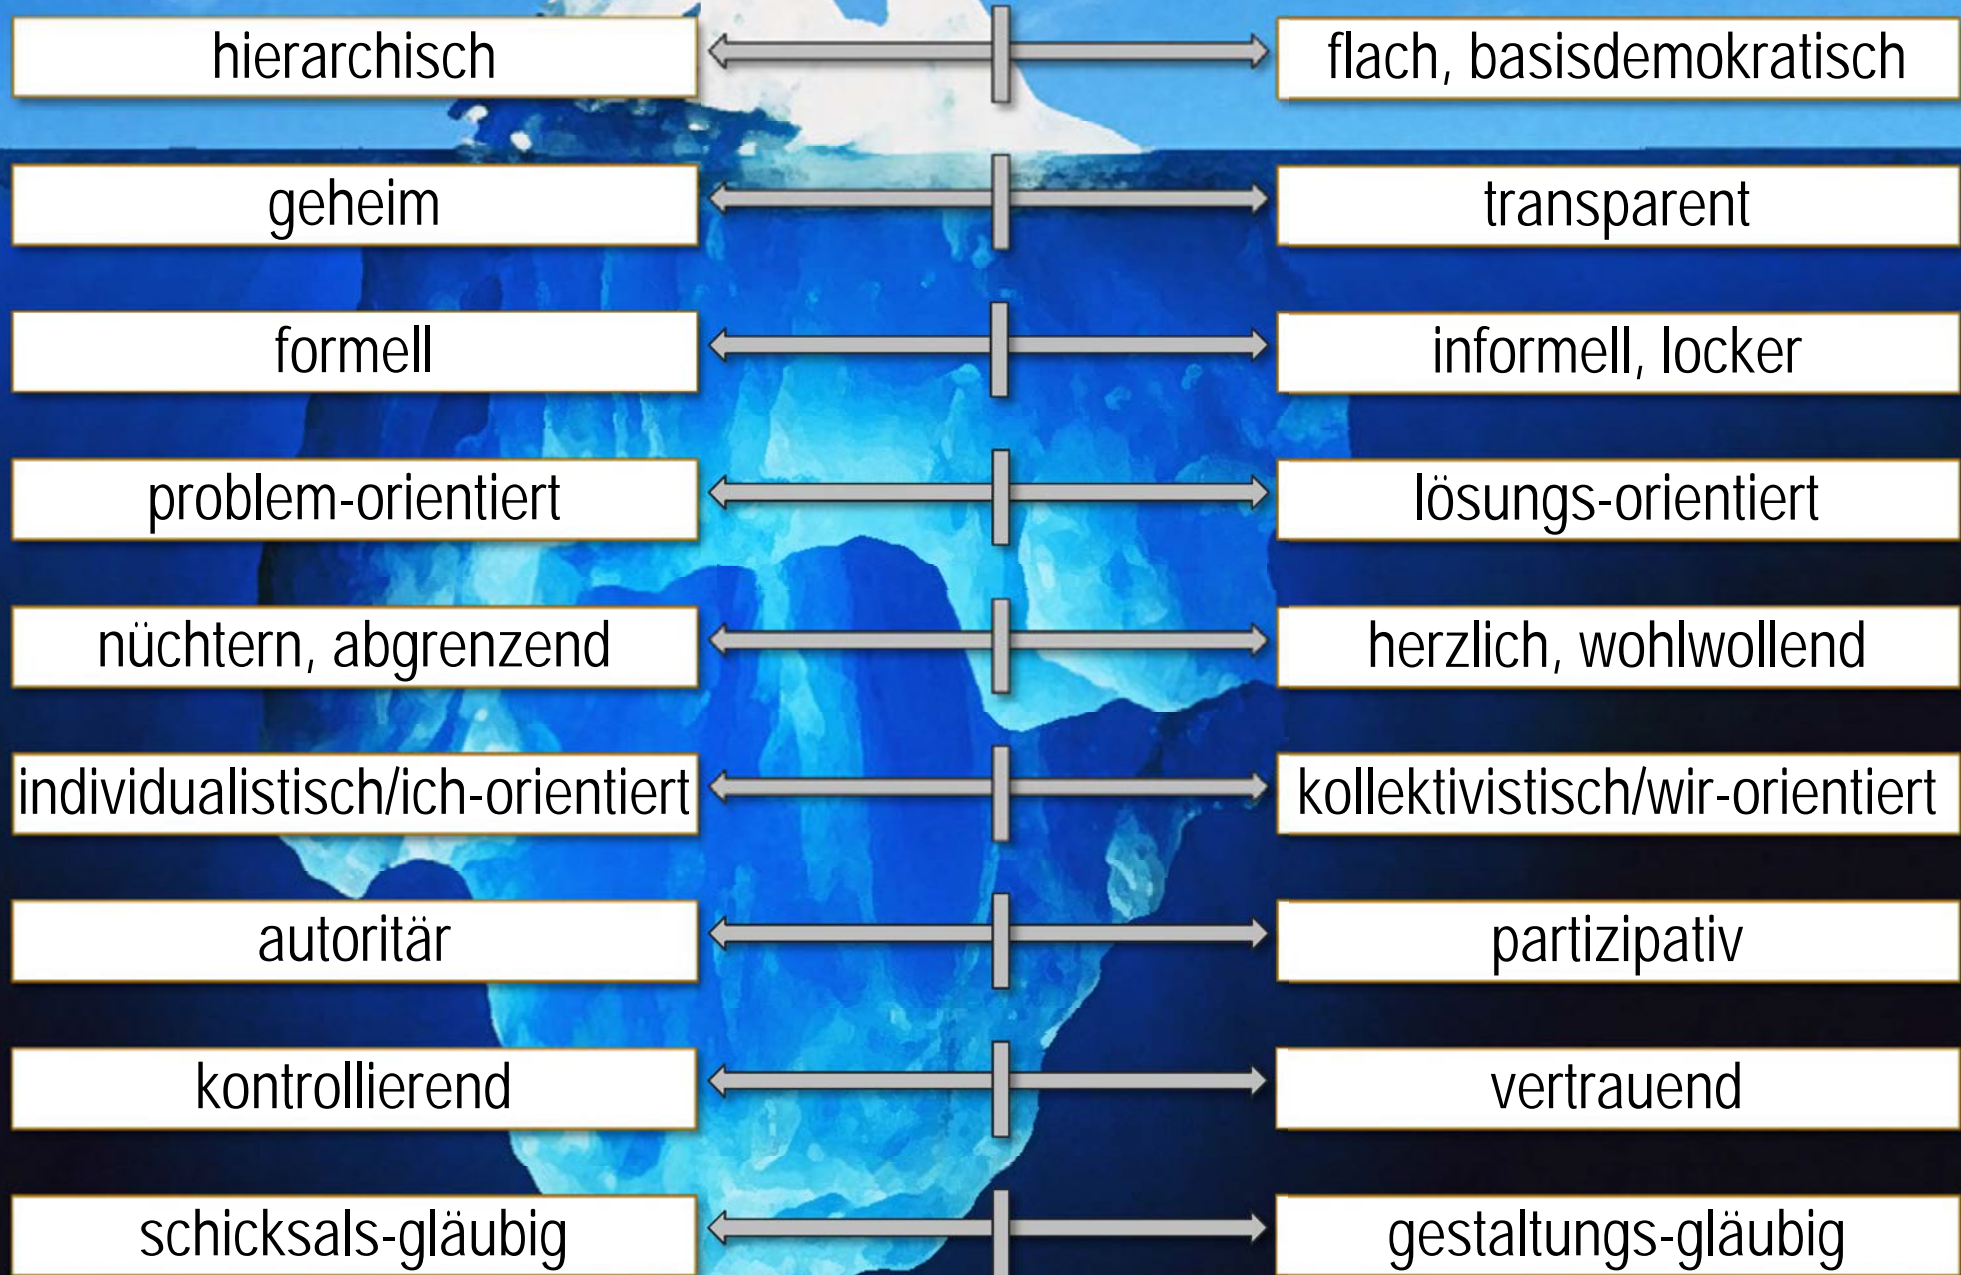 hierarchisch
flach, basisdemokratisch
geheim
transparent
formell
informell, locker
problem-orientiert
lösungs-orientiert
nüchtern, abgrenzend
herzlich, wohlwollend
individualistisch/ich-orientiert
kollektivistisch/wir-orientiert
autoritär
partizipativ
kontrollierend
vertrauend
schicksals-gläubig
gestaltungs-gläubig